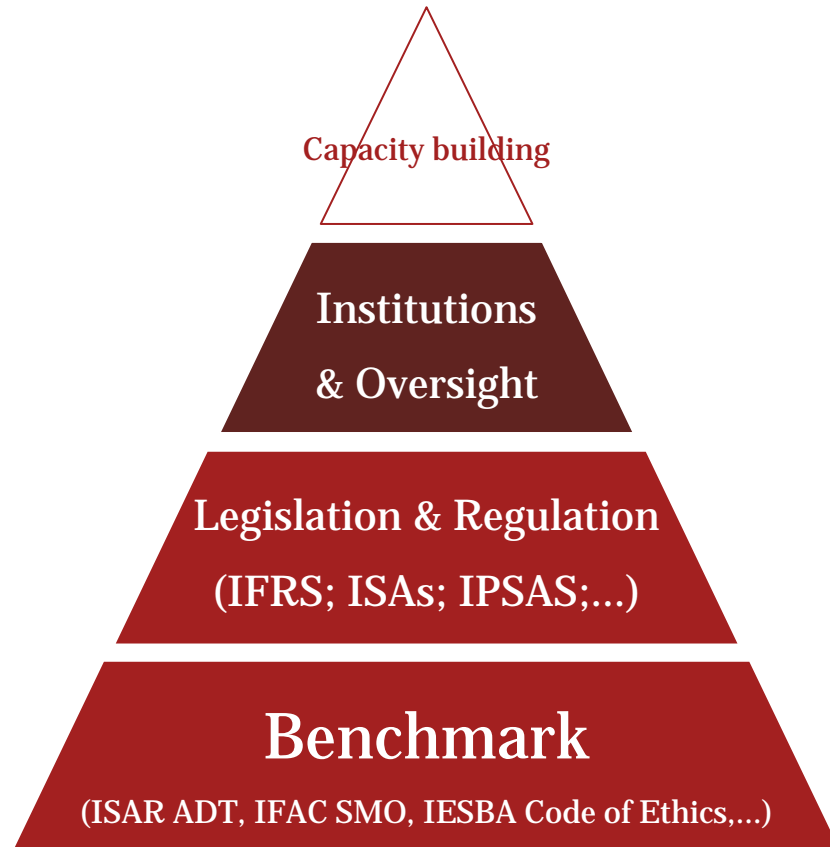 Capacity building
Institutions
& Oversight
Legislation & Regulation
(IFRS; ISAs; IPSAS;...)
Benchmark
(ISAR ADT, IFAC SMO, IESBA Code of Ethics,...)